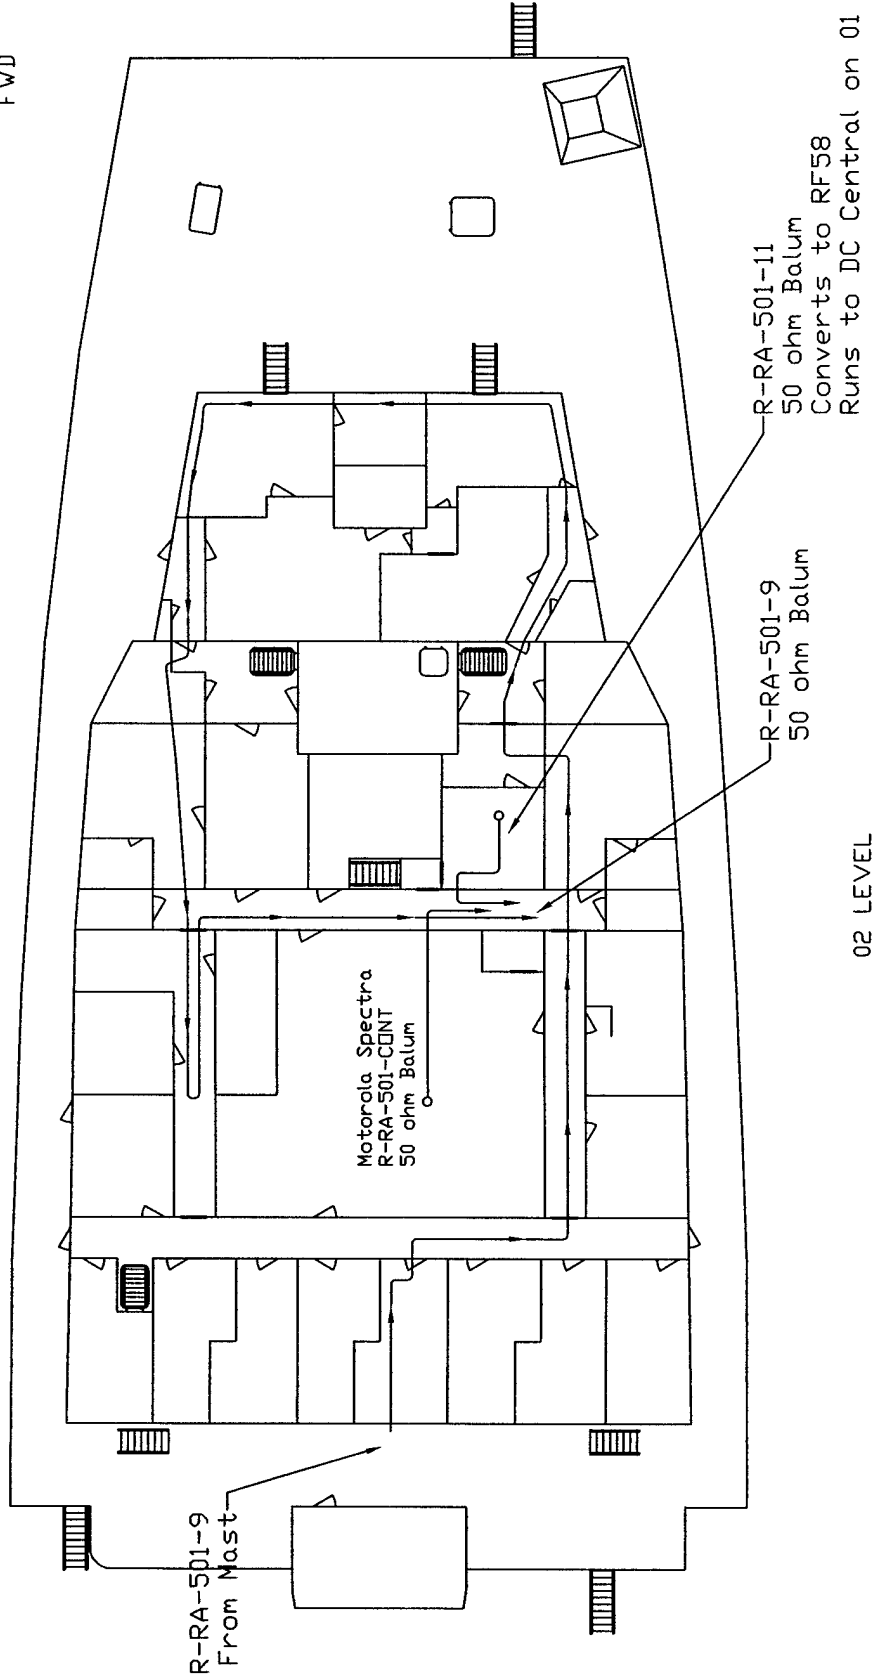 FWD
R-RA-501-11
50 ohm Balum
Converts to RF58
Runs to DC Central on 01
R-RA-501-9
50 ohm Balum
Motorola Spectra
R-RA-501-CONT
50 ohm Balum
R-RA-501-9
From Mast
02 LEVEL